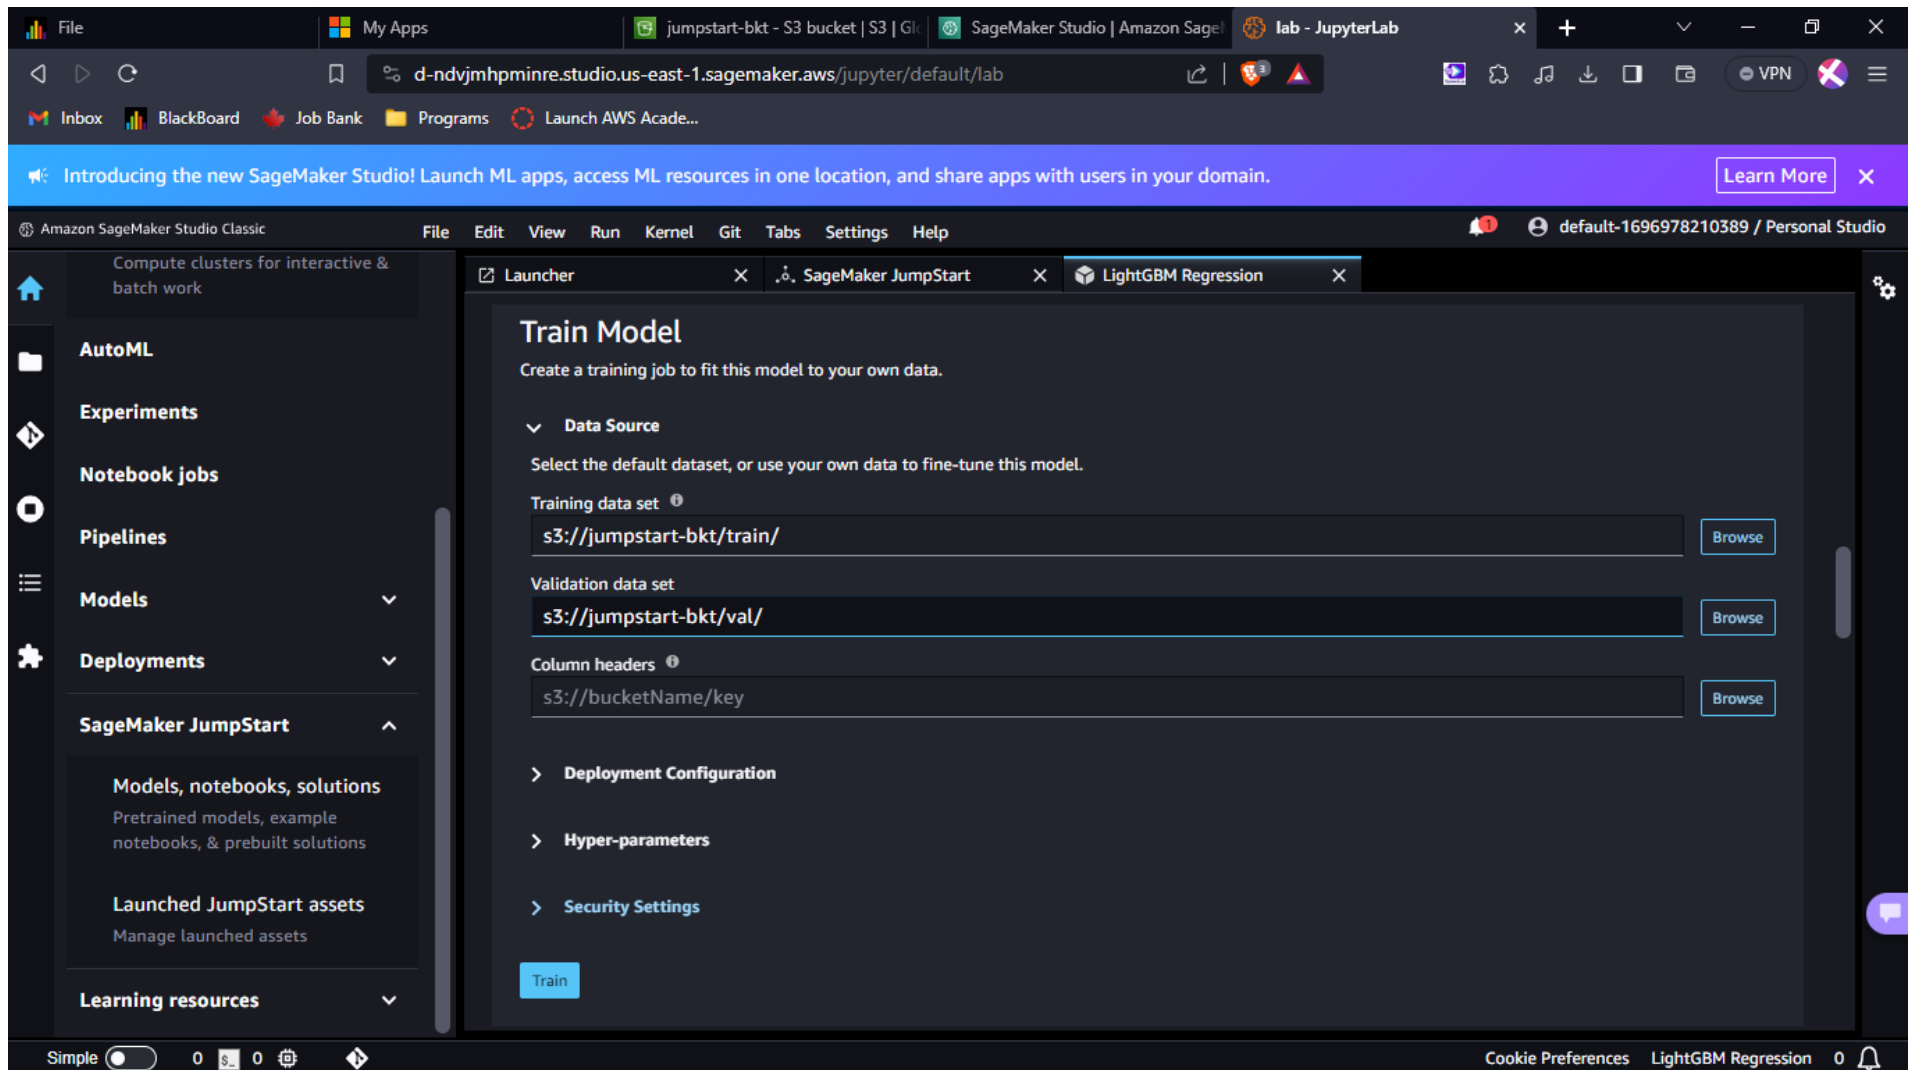 File
My Apps
jumpstart-bkt - S3 bucket | S3 | Glo
SageMaker Studio | Amazon Sage
lab - JupyterLab
d-ndvjmhpminre.studio.us-east-1.sagemaker.aws/jupyter/default/lab
3
VPN
Inbox
BlackBoard
Job Bank
Programs
Launch AWS Acade...
Introducing the new SageMaker Studio! Launch ML apps, access ML resources in one location, and share apps with users in your domain.
Learn More
Amazon SageMaker Studio Classic
File Edit View Run Kernel Git Tabs Settings Help
1
default-1696978210389 / Personal Studio
Compute clusters for interactive &
batch work
AutoML
Experiments
Notebook jobs
Pipelines
Models
Deployments
SageMaker JumpStart
Models, notebooks, solutions
Pretrained models, example
notebooks, & prebuilt solutions
Launched JumpStart assets
Manage launched assets
Learning resources
Launcher
SageMaker JumpStart
LightGBM Regression
Train Model
Create a training job to fit this model to your own data.
Data Source
Select the default dataset, or use your own data to fine-tune this model.
Training data set
s3://jumpstart-bkt/train/
Browse
Validation data set
s3://jumpstart-bkt/val/
Browse
Column headers
s3://bucketName/key
Browse
Deployment Configuration
Hyper-parameters
Security Settings
Train
Simple
0
$_
0
Cookie Preferences
LightGBM Regression
0